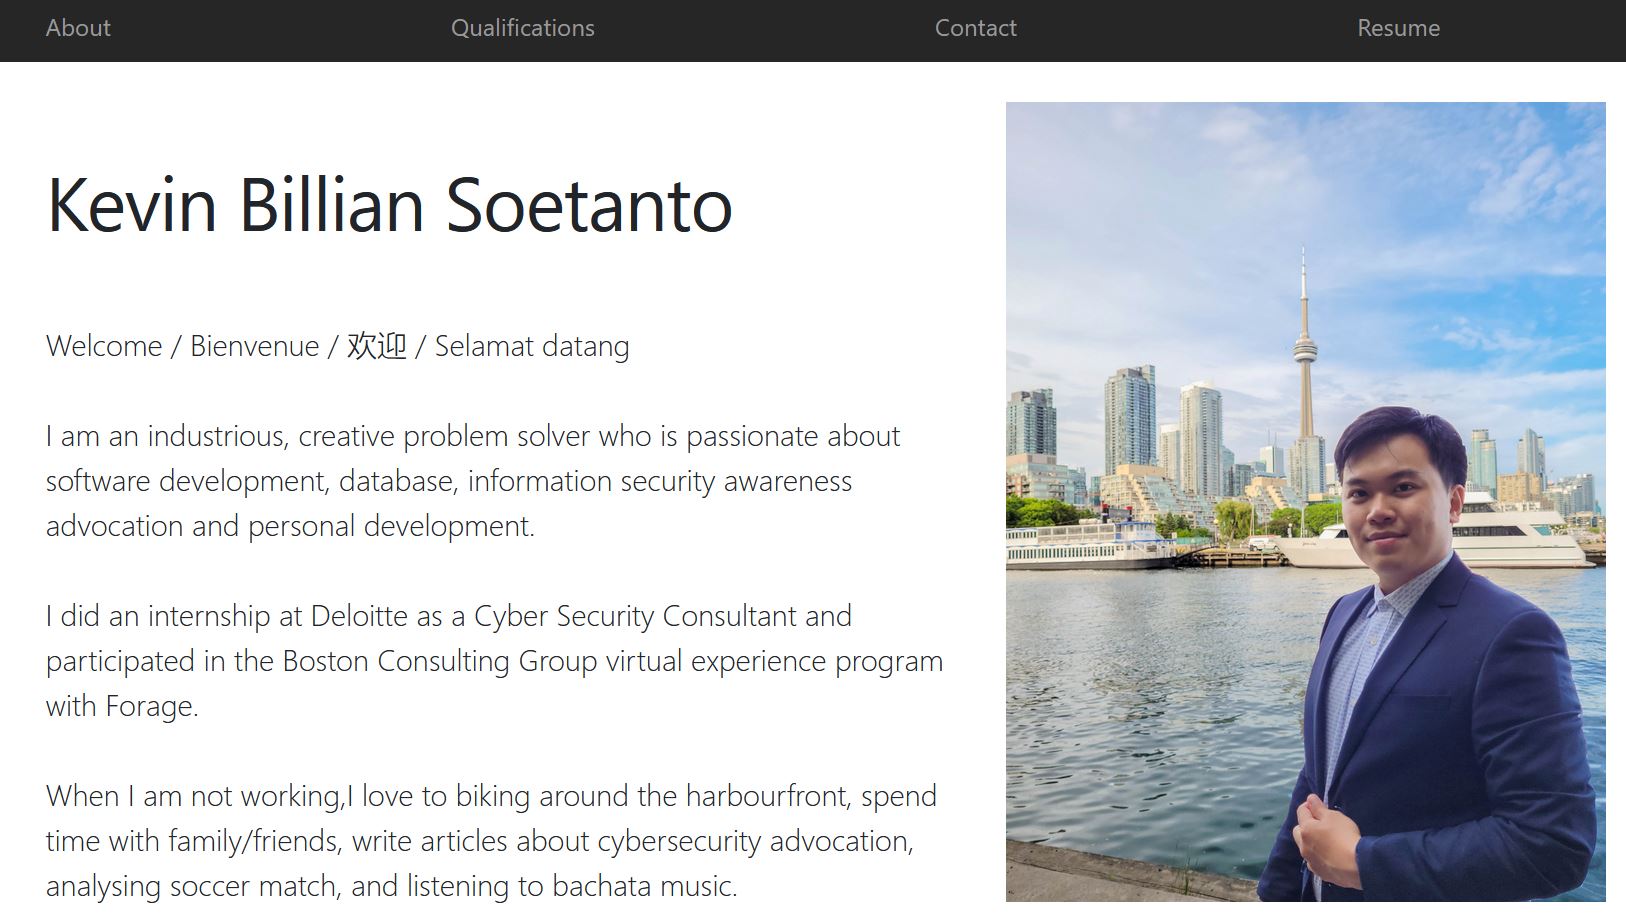 About
Qualifications
Contact
Resume
Kevin Billian Soetanto
Welcome / Bienvenue / 欢迎 / Selamat datang
I am an industrious, creative problem solver who is passionate about
software development, database, information security awareness
advocation and personal development.
I did an internship at Deloitte as a Cyber Security Consultant and
participated in the Boston Consulting Group virtual experience program
with Forage.
When I am not working,I love to biking around the harbourfront, spend
time with family/friends, write articles about cybersecurity advocation,
analysing soccer match, and listening to bachata music.